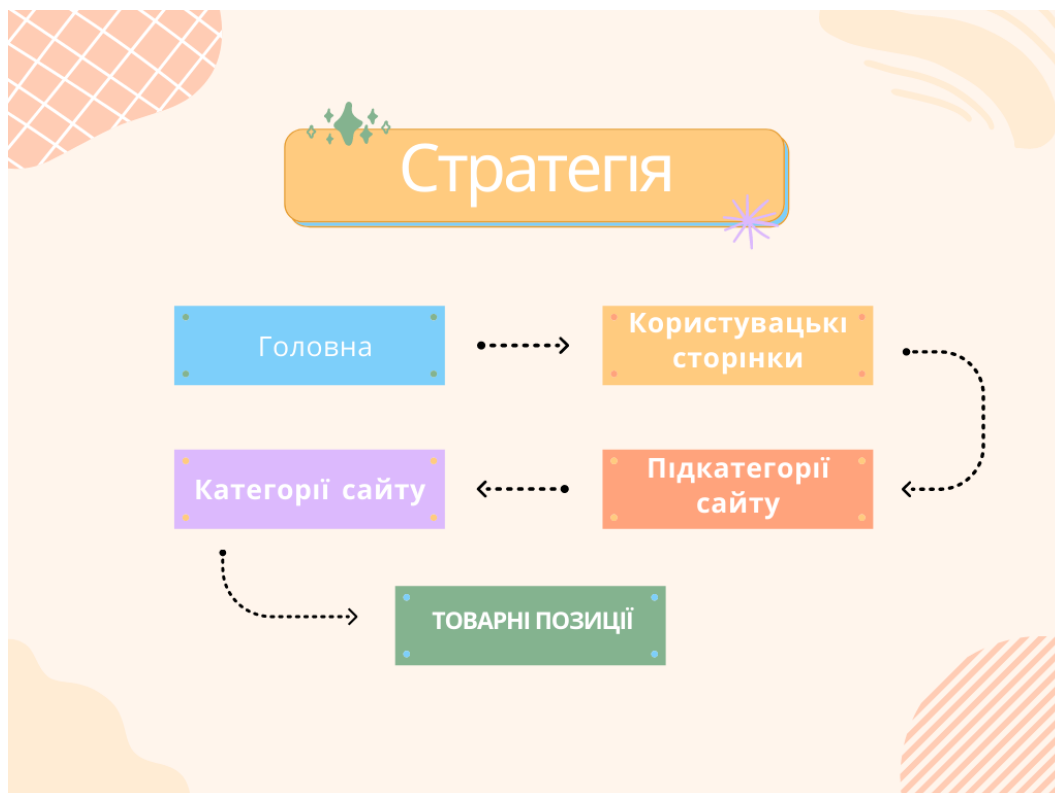 Стратегія
Головна
Користувацькі
сторінки
Підкатегорії
сайту
Категорії сайту
ТОВАРНІ ПОЗИЦІЇ